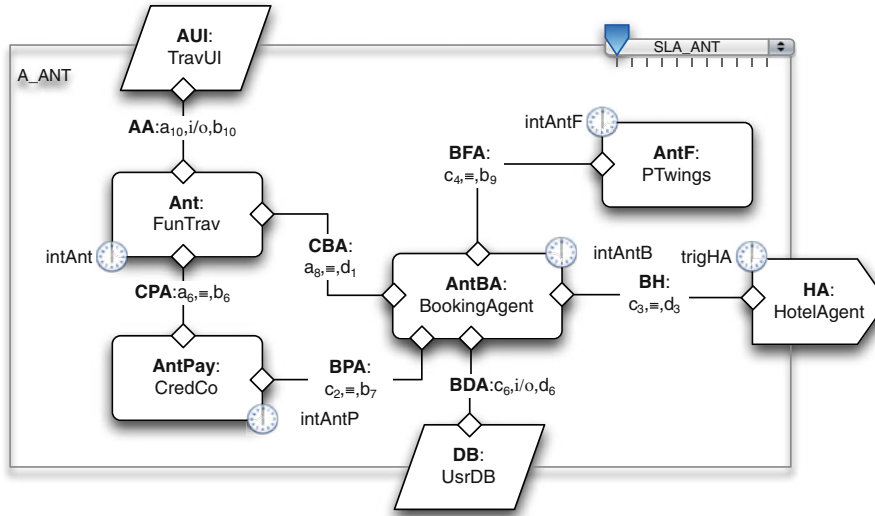 AUI:
TravUI
SLA_ANT
A_ANT
AA:a₁₀,i/o,b₁₀
intAntF
BFA:
c₄,≡,b₉
AntF:
PTwings
Ant:
FunTrav
intAnt
CBA:
a₈,≡,d₁
intAntB
trigHA
AntBA:
BookingAgent
BH:
c₃,≡,d₃
HA:
HotelAgent
CPA:a₆,≡,b₆
AntPay:
CredCo
BPA:
c₂,≡,b₇
BDA:c₆,i/o,d₆
intAntP
DB:
UsrDB